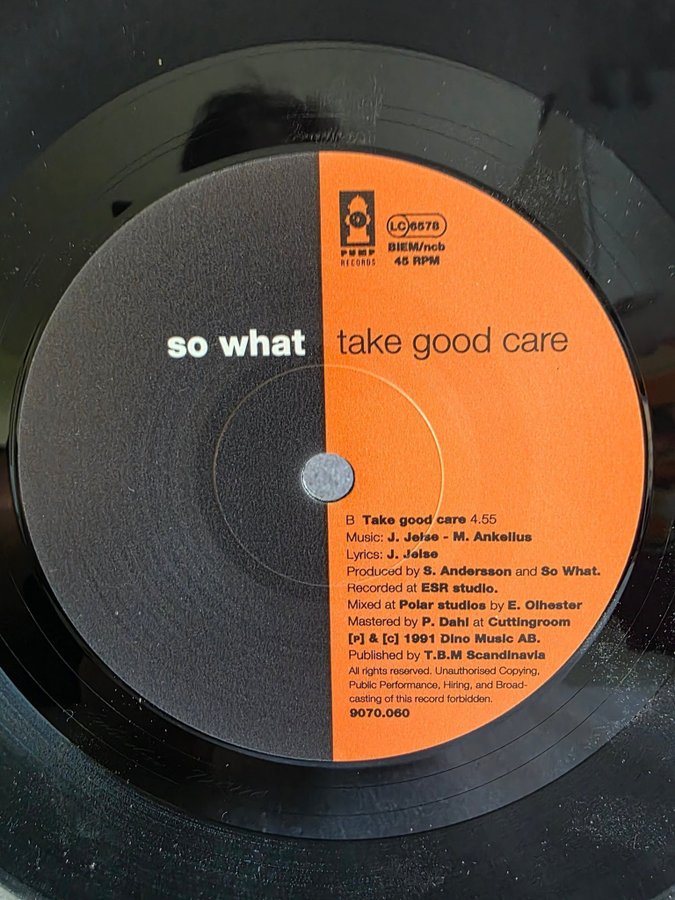 PUMP
RECORDS
LC 6578
BIEM/ncb
45 RPM
so what take good care
B Take good care 4.55
Music: J. Jelse - M. Ankelius
Lyrics: J. Jelse
Produced by S. Andersson and So What.
Recorded at ESR studio.
Mixed at Polar studios by E. Olhester
Mastered by P. Dahl at Cuttingroom
[P] & [C] 1991 Dino Music AB.
Published by T.B.M Scandinavia
All rights reserved. Unauthorised Copying,
Public Performance, Hiring, and Broad-
casting of this record forbidden.
9070.060